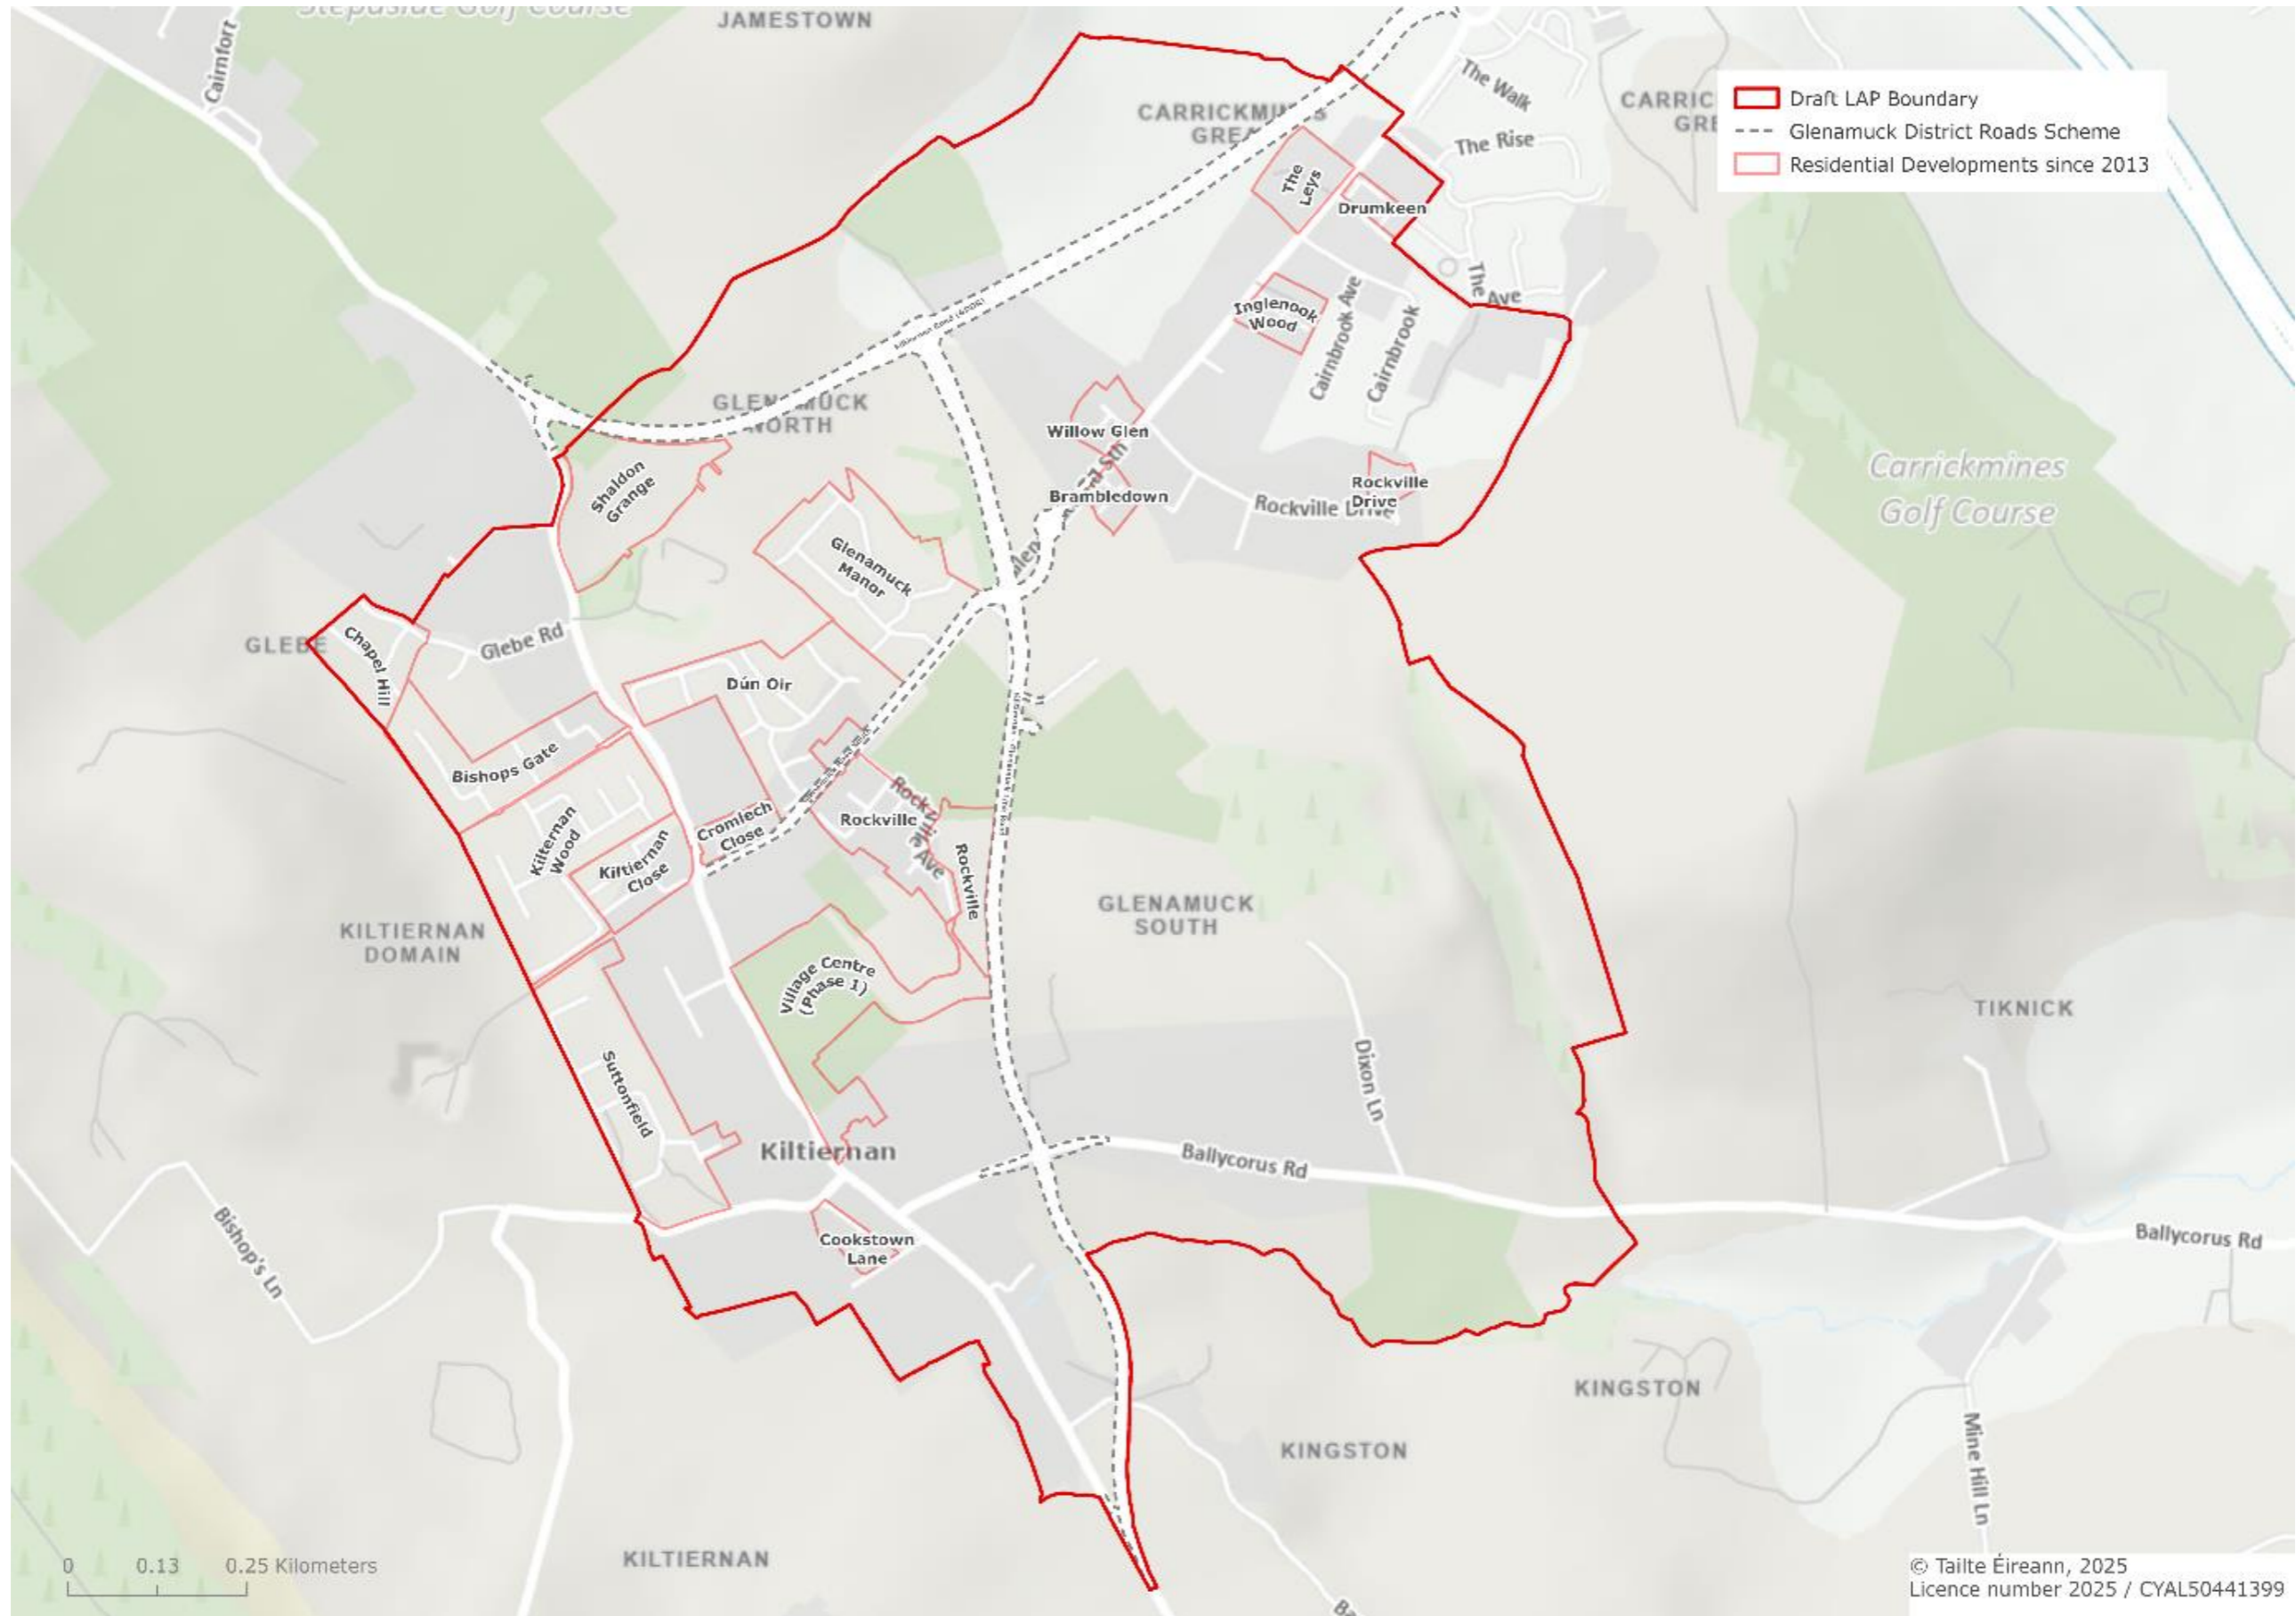 Stepaside Golf Course
JAMESTOWN
Cairnfort
The Walk
The Rise
CARRICKMINES
GREAT
CARRIC
GRE
Draft LAP Boundary
Glenamuck District Roads Scheme
Residential Developments since 2013
The
Leys
Drumkeen
The Ave
Inglenook
Wood
Cairnbrook Ave
Cairnbrook
GLENAMUCK
NORTH
Willow Glen
Brambledown
Rockville
Drive
Rockville Drive
Carrickmines
Golf Course
Shaldon
Grange
Glenamuck
Manor
GLEBE
Chapel Hill
Glebe Rd
Dún Oir
Bishops Gate
Kilternan
Wood
Kiltiernan
Close
Cromlech
Close
Rockville
Rockville Ave
Rockville
KILTIERNAN
DOMAIN
GLENAMUCK
SOUTH
Village Centre
(Phase 1)
TIKNICK
Suttonfield
Dixon Ln
Kiltiernan
Ballycorus Rd
Bishop's Ln
Cookstown
Lane
Ballycorus Rd
KINGSTON
KINGSTON
Mine Hill Ln
KILTIERNAN
0 0.13 0.25 Kilometers
© Tailte Éireann, 2025
Licence number 2025 / CYAL50441399